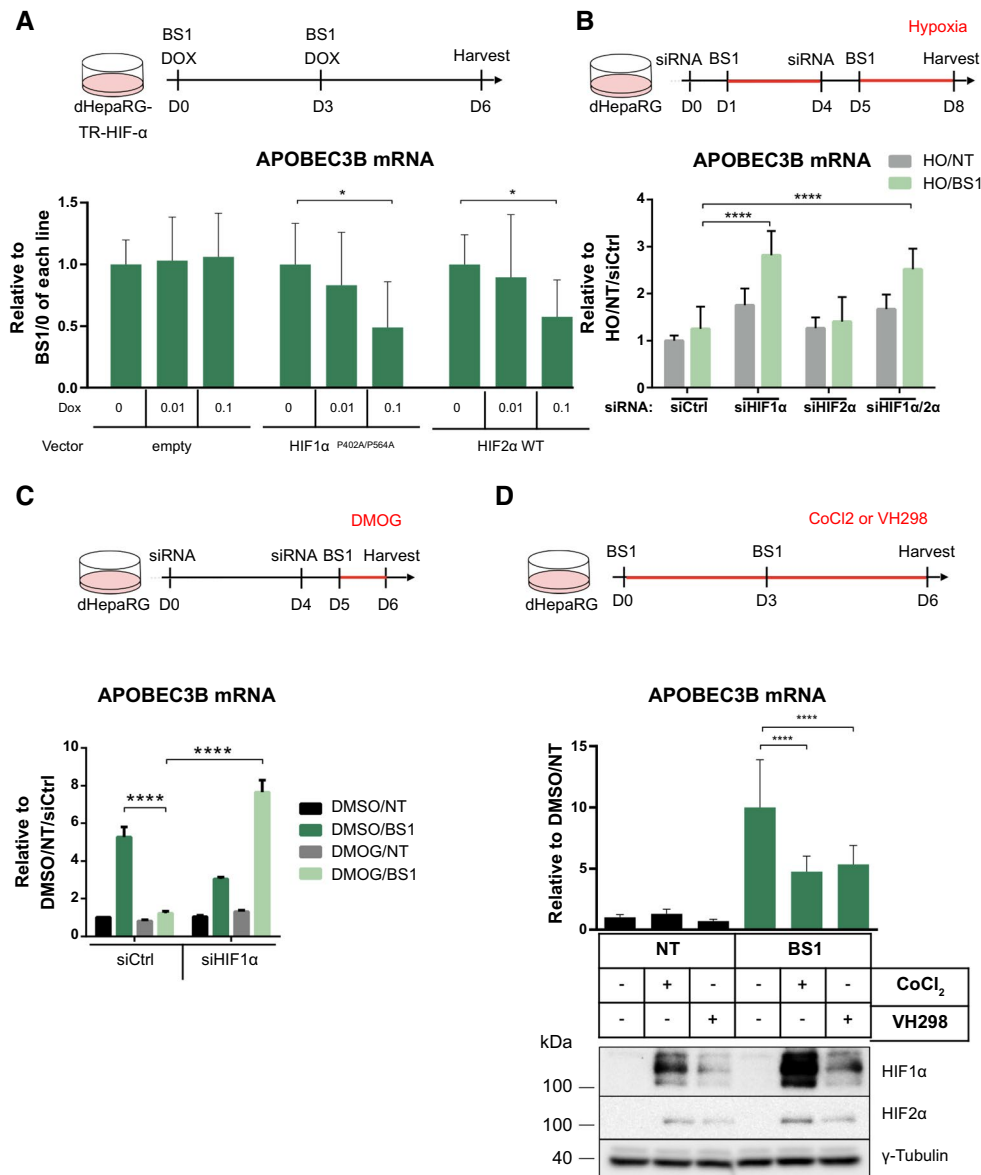 A
BS1 BS1
DOX DOX Harvest
dHepaRG- D0 D3 D6
TR-HIF-α
APOBEC3B mRNA
Relative to
BS1/0 of each line
1.5
1.0
0.5
0.0
* *
Dox 0 0.01 0.1 0 0.01 0.1 0 0.01 0.1
Vector empty HIF1α P402A/P564A HIF2α WT
B
Hypoxia
siRNA BS1 siRNA BS1 Harvest
dHepaRG D0 D1 D4 D5 D8
APOBEC3B mRNA
HO/NT
HO/BS1
Relative to
HO/NT/siCtrl
4
3
2
1
0
****
****
siRNA: siCtrl siHIF1α siHIF2α siHIF1α/2α
C
DMOG
siRNA siRNA BS1 Harvest
dHepaRG D0 D4 D5 D6
APOBEC3B mRNA
Relative to
DMSO/NT/siCtrl
10
8
6
4
2
0
****
****
DMSO/NT
DMSO/BS1
DMOG/NT
DMOG/BS1
siCtrl siHIF1α
D
CoCl2 or VH298
BS1 BS1 Harvest
dHepaRG D0 D3 D6
APOBEC3B mRNA
Relative to DMSO/NT
15
10
5
0
****
****
NT BS1
- + - - + - CoCl2
- - + - - + VH298
kDa
100 HIF1α
100 HIF2α
40 γ-Tubulin